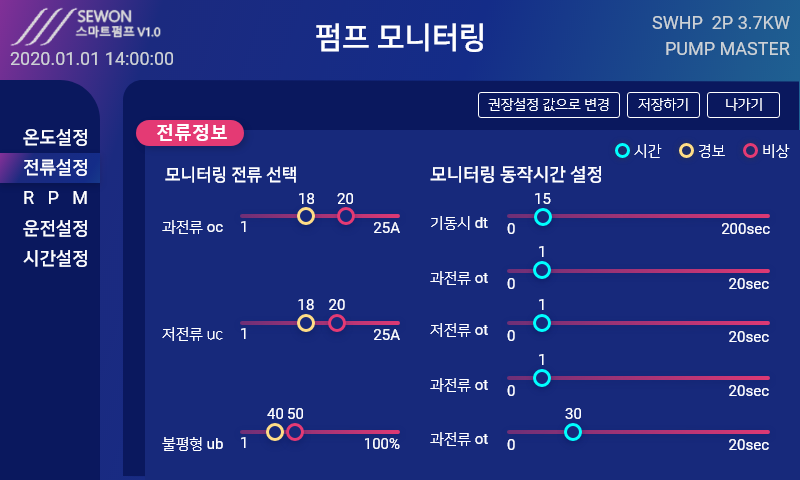 SEWON
스마트펌프 V1.0
2020.01.01 14:00:00
펌프 모니터링
SWHP 2P 3.7KW
PUMP MASTER
온도설정
전류설정
R P M
운전설정
시간설정
권장설정 값으로 변경
저장하기
나가기
전류정보
시간
경보
비상
모니터링 전류 선택
과전류 oc
18 20
1 25A
저전류 uc
18 20
1 25A
불평형 ub
40 50
1 100%
모니터링 동작시간 설정
기동시 dt
15
0 200sec
과전류 ot
1
0 20sec
저전류 ot
1
0 20sec
과전류 ot
1
0 20sec
과전류 ot
30
0 20sec